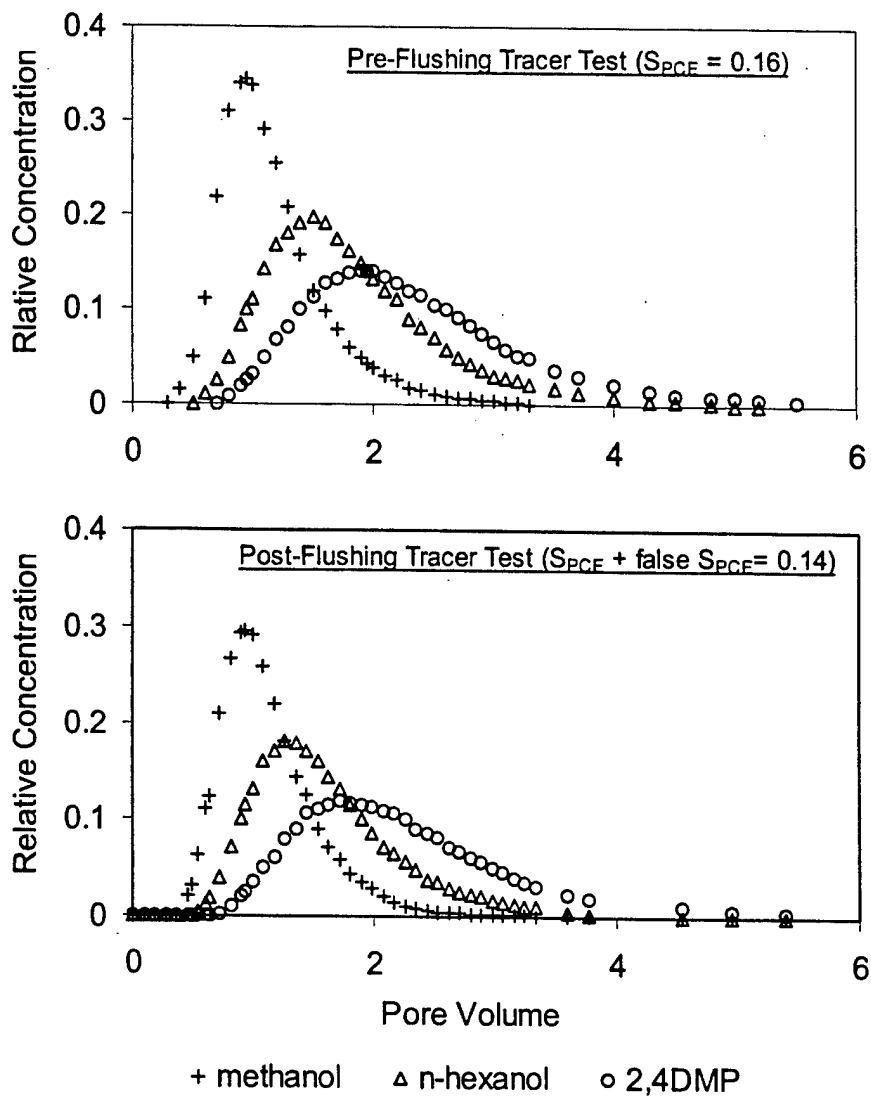 0.4
Pre-Flushing Tracer Test (SPCE = 0.16)
0.3
0.2
0.1
0
Rlative Concentration
0 2 4 6
0.4
Post-Flushing Tracer Test (SPCE + false SPCE= 0.14)
0.3
0.2
0.1
0
Relative Concentration
0 2 4 6
Pore Volume
+ methanol △ n-hexanol ○ 2,4DMP